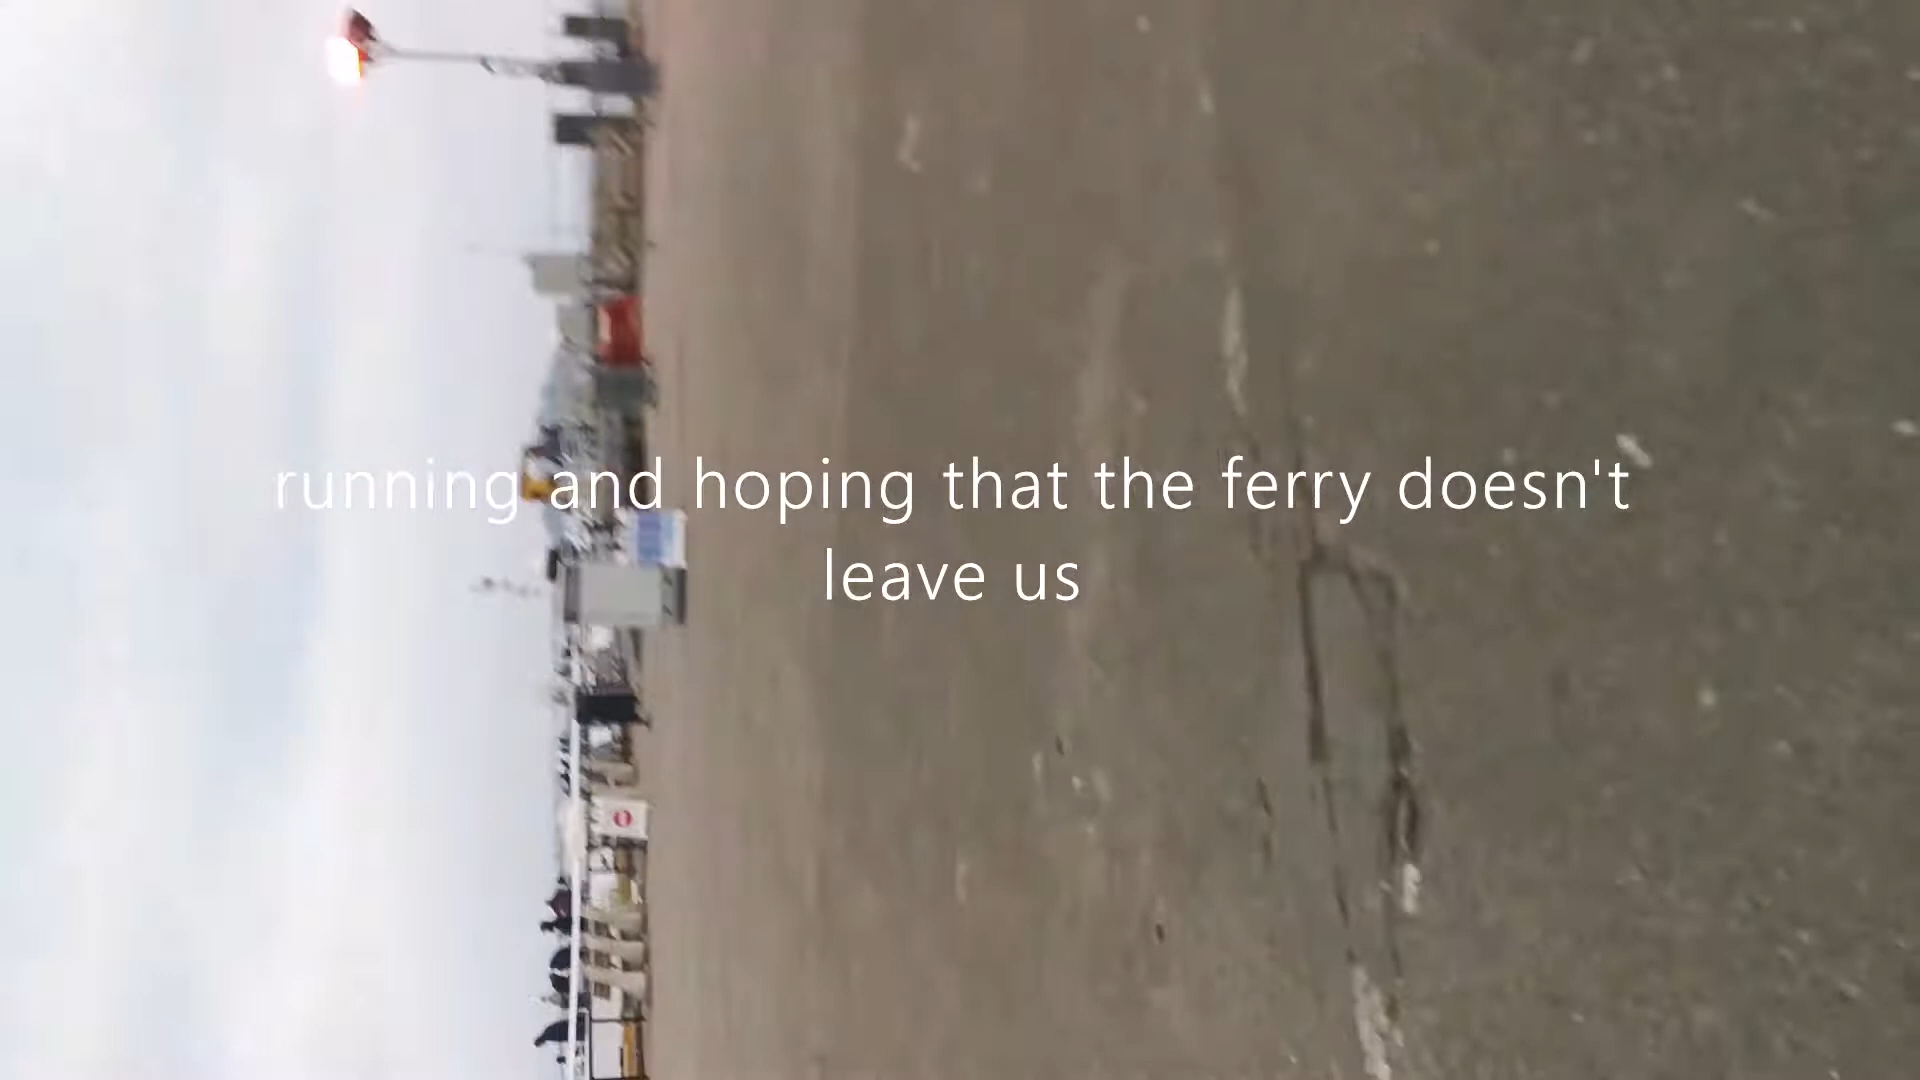 running and hoping that the ferry doesn't
leave us